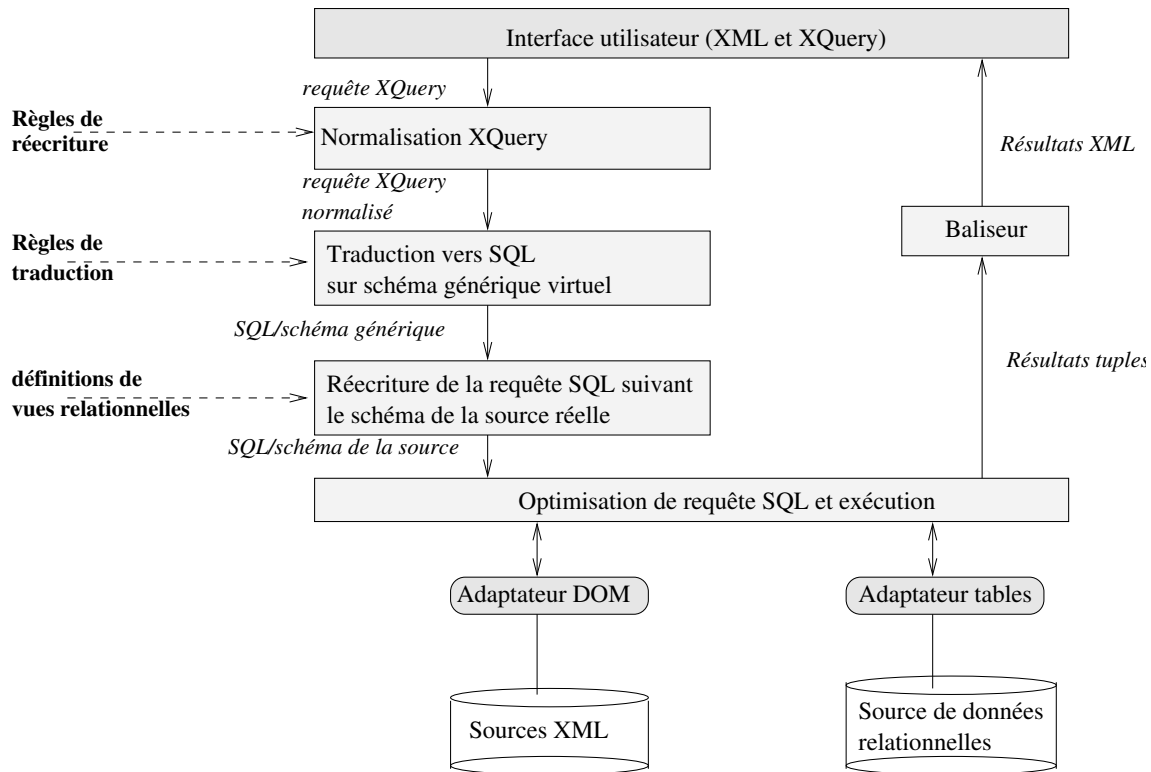 Interface utilisateur (XML et XQuery)
requête XQuery
Règles de
réecriture
Normalisation XQuery
Résultats XML
requête XQuery
normalisé
Baliseur
Règles de
traduction
Traduction vers SQL
sur schéma générique virtuel
SQL/schéma générique
Résultats tuples
définitions de
vues relationnelles
Réecriture de la requête SQL suivant
le schéma de la source réelle
SQL/schéma de la source
Optimisation de requête SQL et exécution
Adaptateur DOM
Adaptateur tables
Sources XML
Source de données
relationnelles